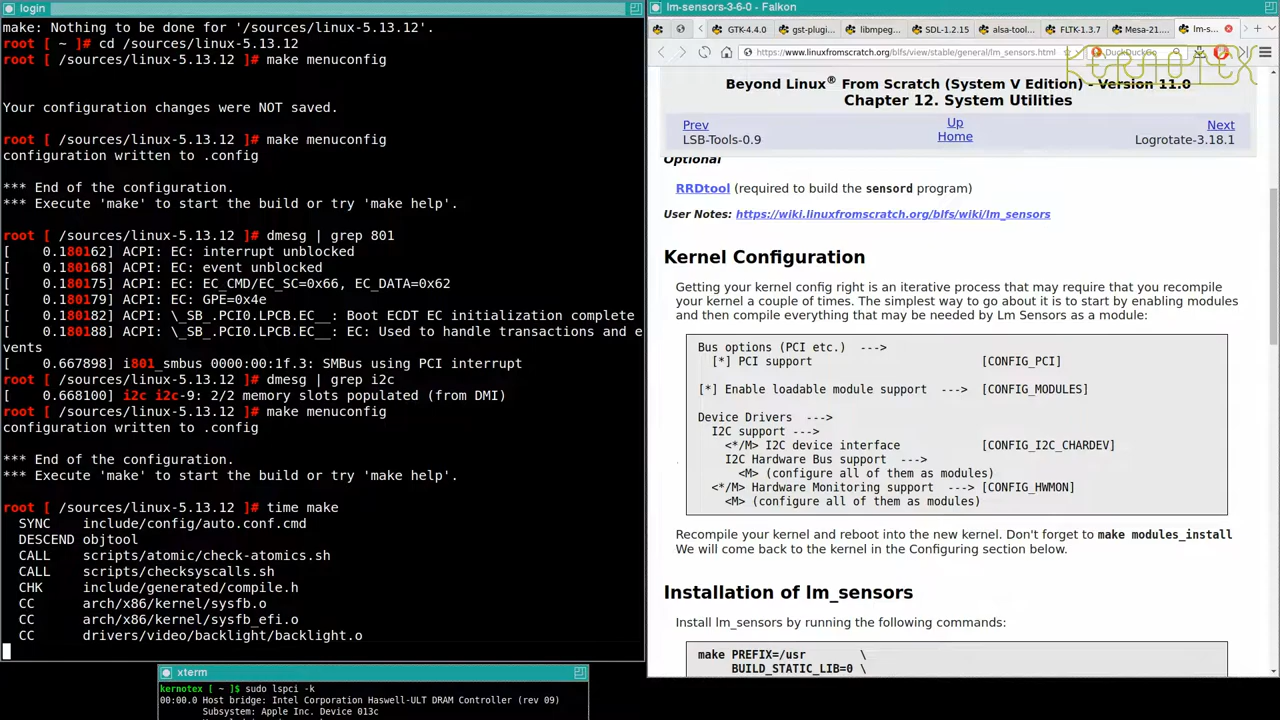 login
make: Nothing to be done for '/sources/linux-5.13.12'.
root [ ~ ]# cd /sources/linux-5.13.12
root [ /sources/linux-5.13.12 ]# make menuconfig
Your configuration changes were NOT saved.
root [ /sources/linux-5.13.12 ]# make menuconfig
configuration written to .config
*** End of the configuration.
*** Execute 'make' to start the build or try 'make help'.
root [ /sources/linux-5.13.12 ]# dmesg | grep 801
[    0.180162] ACPI: EC: interrupt unblocked
[    0.180168] ACPI: EC: event unblocked
[    0.180175] ACPI: EC: EC_CMD/EC_SC=0x66, EC_DATA=0x62
[    0.180179] ACPI: EC: GPE=0x4e
[    0.180182] ACPI: \_SB_.PCI0.LPCB.EC__: Boot ECDT EC initialization complete
[    0.180188] ACPI: \_SB_.PCI0.LPCB.EC__: EC: Used to handle transactions and e
vents
[    0.667898] i801_smbus 0000:00:1f.3: SMBus using PCI interrupt
root [ /sources/linux-5.13.12 ]# dmesg | grep i2c
[    0.668100] i2c i2c-9: 2/2 memory slots populated (from DMI)
root [ /sources/linux-5.13.12 ]# make menuconfig
configuration written to .config
*** End of the configuration.
*** Execute 'make' to start the build or try 'make help'.
root [ /sources/linux-5.13.12 ]# time make
SYNC    include/config/auto.conf.cmd
DESCEND objtool
CALL    scripts/atomic/check-atomics.sh
CALL    scripts/checksyscalls.sh
CHK     include/generated/compile.h
CC      arch/x86/kernel/sysfb.o
CC      arch/x86/kernel/sysfb_efi.o
CC      drivers/video/backlight/backlight.o
xterm
kernotex [ ~ ]$ sudo lspci -k
00:00.0 Host bridge: Intel Corporation Haswell-ULT DRAM Controller (rev 09)
Subsystem: Apple Inc. Device 013c
lm-sensors-3-6-0 - Falkon
GTK-4.4.0 gst-plugi... libmpeg... SDL-1.2.15 alsa-tool... FLTK-1.3.7 Mesa-21.... lm-s...
https://www.linuxfromscratch.org/blfs/view/stable/general/lm_sensors.html DuckDuckGo
KERNOTEX
Beyond Linux® From Scratch (System V Edition) - Version 11.0
Chapter 12. System Utilities
Prev Up Next
LSB-Tools-0.9 Home Logrotate-3.18.1
Optional
RRDtool (required to build the sensord program)
User Notes: https://wiki.linuxfromscratch.org/blfs/wiki/lm_sensors
Kernel Configuration
Getting your kernel config right is an iterative process that may require that you recompile
your kernel a couple of times. The simplest way to go about it is to start by enabling modules
and then compile everything that may be needed by Lm Sensors as a module:
Bus options (PCI etc.)  --->
[*] PCI support                        [CONFIG_PCI]
[*] Enable loadable module support  --->  [CONFIG_MODULES]
Device Drivers  --->
I2C support --->
<*/M> I2C device interface            [CONFIG_I2C_CHARDEV]
I2C Hardware Bus support  --->
<M> (configure all of them as modules)
<*/M> Hardware Monitoring support  ---> [CONFIG_HWMON]
<M> (configure all of them as modules)
Recompile your kernel and reboot into the new kernel. Don't forget to make modules_install
We will come back to the kernel in the Configuring section below.
Installation of lm_sensors
Install lm_sensors by running the following commands:
make PREFIX=/usr        \
BUILD_STATIC_LIB=0 \